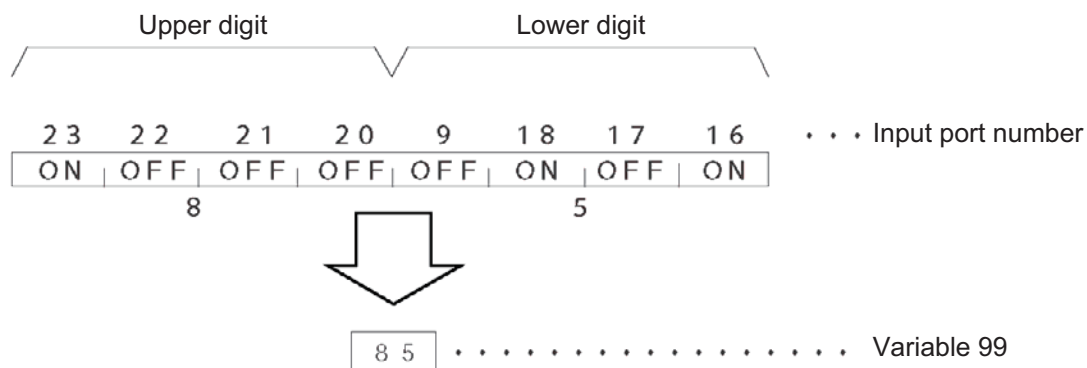 Upper digit Lower digit
23 22 21 20 9 18 17 16 · · · Input port number
ON OFF OFF OFF OFF ON OFF ON
8 5
8 5 · · · · · · · · · · · · · · · · · Variable 99